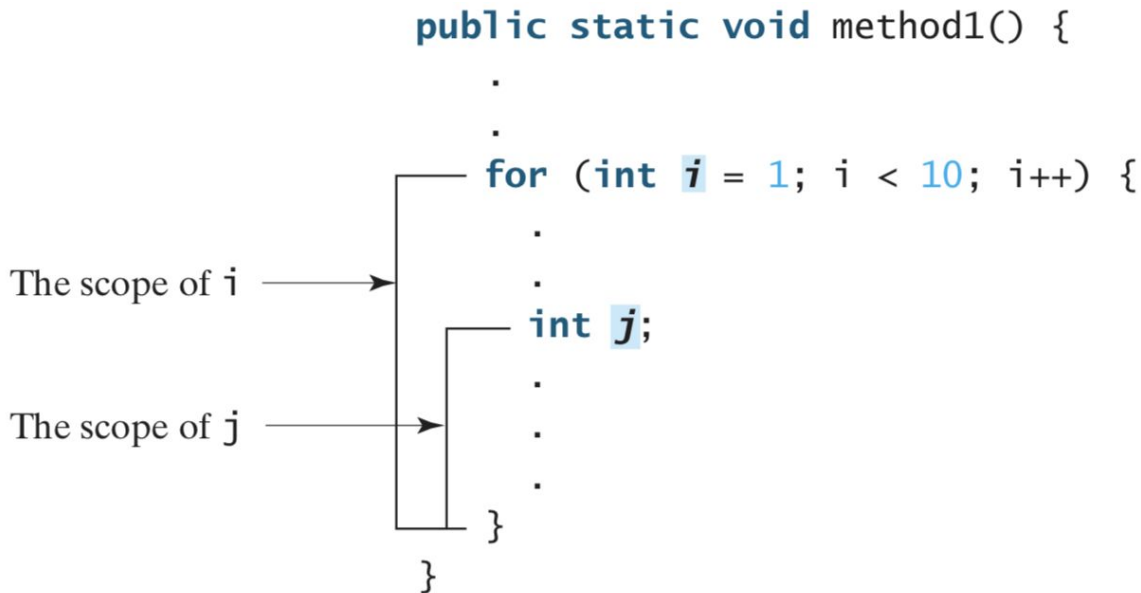 public static void method1() {
.
.
for (int i = 1; i < 10; i++) {
.
The scope of i
.
int j;
.
The scope of j
.
.
}
}